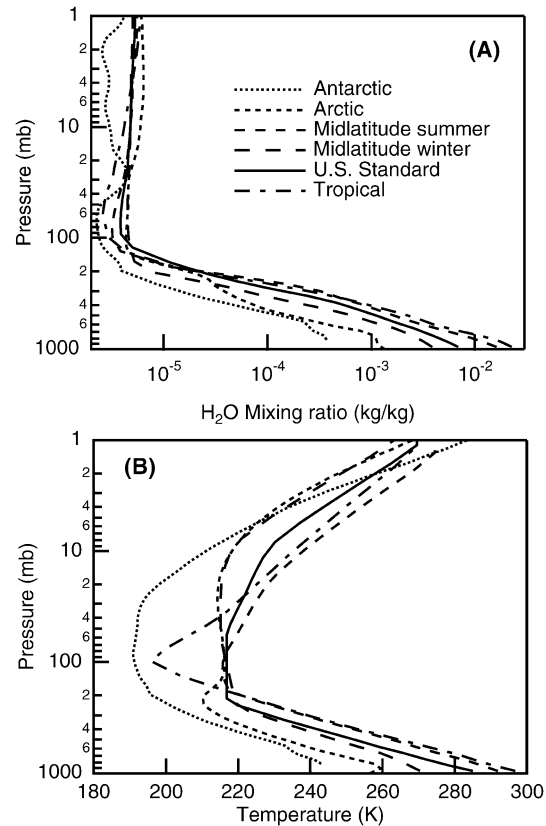 1
2
4
6
10
2
4
6
100
2
4
6
1000
Pressure (mb)
(A)
Antarctic
Arctic
Midlatitude summer
Midlatitude winter
U.S. Standard
Tropical
10-5 10-4 10-3 10-2
H2O Mixing ratio (kg/kg)
1
2
4
6
10
2
4
6
100
2
4
6
1000
Pressure (mb)
(B)
180 200 220 240 260 280 300
Temperature (K)